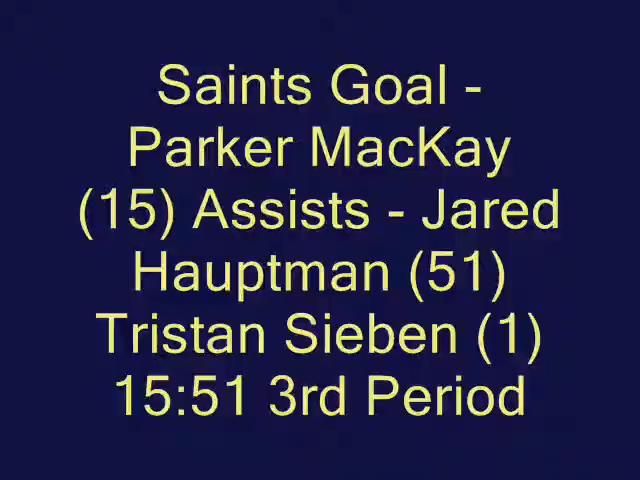 Saints Goal -
Parker MacKay
(15) Assists - Jared
Hauptman (51)
Tristan Sieben (1)
15:51 3rd Period